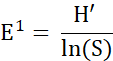 E¹ = H′ / ln(S)